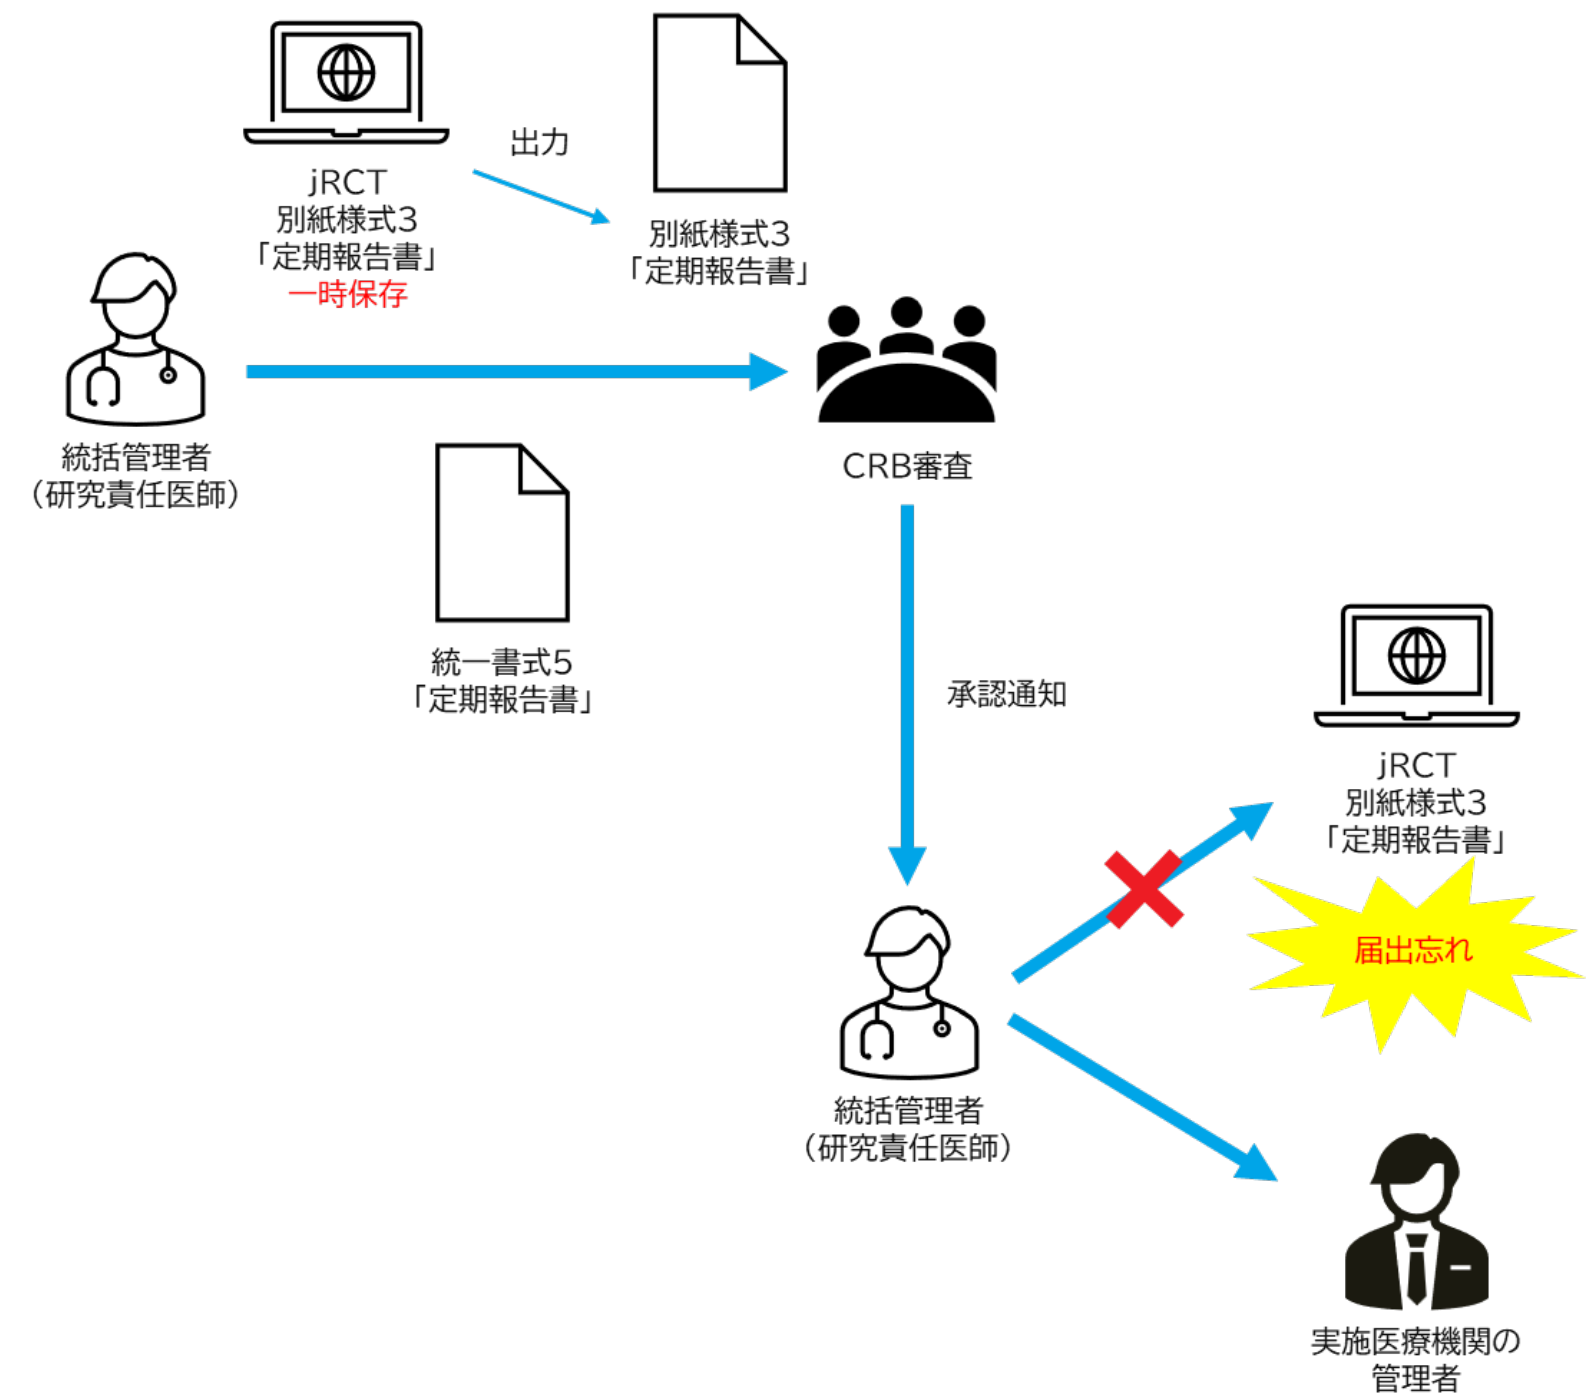 jRCT
別紙様式3
「定期報告書」
一時保存
出力
別紙様式3
「定期報告書」
統括管理者
（研究責任医師）
統一書式5
「定期報告書」
CRB審査
承認通知
統括管理者
（研究責任医師）
jRCT
別紙様式3
「定期報告書」
届出忘れ
実施医療機関の
管理者